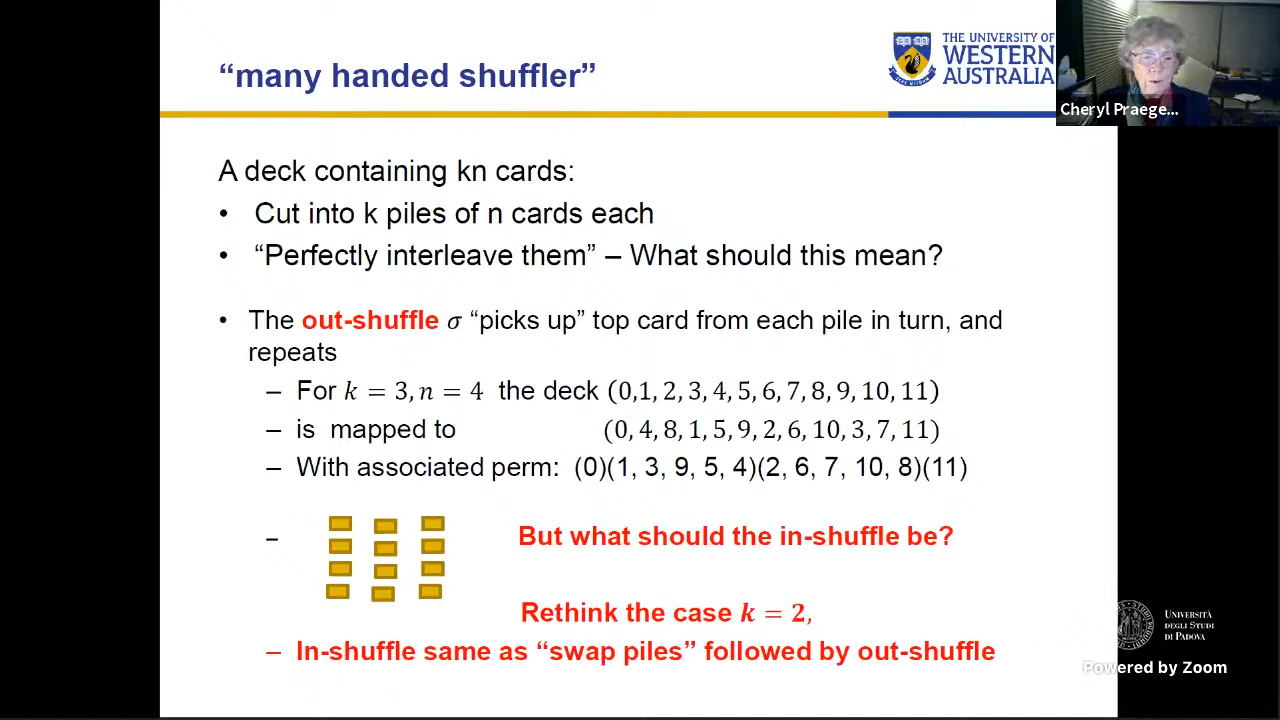 “many handed shuffler”
THE UNIVERSITY OF
WESTERN
AUSTRALIA
Cheryl Praege...
A deck containing kn cards:
• Cut into k piles of n cards each
• “Perfectly interleave them” – What should this mean?
• The out-shuffle σ “picks up” top card from each pile in turn, and
repeats
– For k = 3, n = 4 the deck (0,1, 2, 3, 4, 5, 6, 7, 8, 9, 10, 11)
– is mapped to (0, 4, 8, 1, 5, 9, 2, 6, 10, 3, 7, 11)
– With associated perm: (0)(1, 3, 9, 5, 4)(2, 6, 7, 10, 8)(11)
– But what should the in-shuffle be?
Rethink the case k = 2,
– In-shuffle same as “swap piles” followed by out-shuffle
UNIVERSITÀ
DEGLI STUDI
DI PADOVA
Powered by Zoom